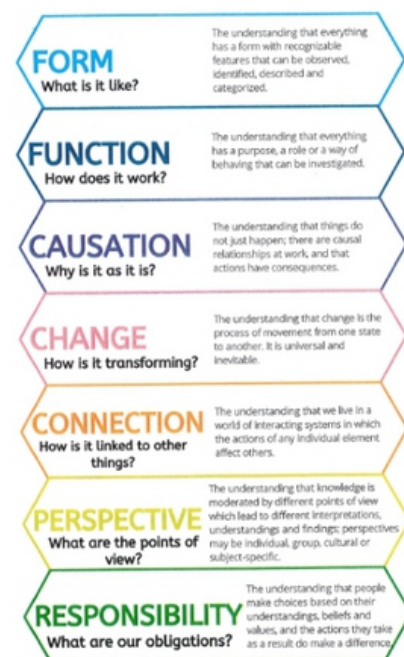 FORM
What is it like?
The understanding that everything
has a form with recognizable
features that can be observed,
identified, described and
categorized.
FUNCTION
How does it work?
The understanding that everything
has a purpose, a role or a way of
behaving that can be investigated.
CAUSATION
Why is it as it is?
The understanding that things do
not just happen; there are causal
relationships at work, and that
actions have consequences.
CHANGE
How is it transforming?
The understanding that change is the
process of movement from one state
to another. It is universal and
inevitable.
CONNECTION
How is it linked to other
things?
The understanding that we live in a
world of interacting systems in which
the actions of any individual element
affect others.
PERSPECTIVE
What are the points of
view?
The understanding that knowledge is
moderated by different points of view
which lead to different interpretations,
understandings and findings; perspectives
may be individual, group, cultural or
subject-specific.
RESPONSIBILITY
What are our obligations?
The understanding that people
make choices based on their
understandings, beliefs and
values, and the actions they take
as a result do make a difference.